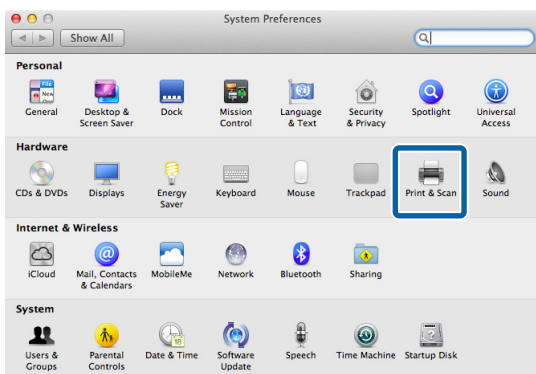 System Preferences
Show All
Personal
General
Desktop &
Screen Saver
Dock
Mission
Control
Language
& Text
Security
& Privacy
Spotlight
Universal
Access
Hardware
CDs & DVDs
Displays
Energy
Saver
Keyboard
Mouse
Trackpad
Print & Scan
Sound
Internet & Wireless
iCloud
Mail, Contacts
& Calendars
MobileMe
Network
Bluetooth
Sharing
System
Users &
Groups
Parental
Controls
Date & Time
Software
Update
Speech
Time Machine
Startup Disk